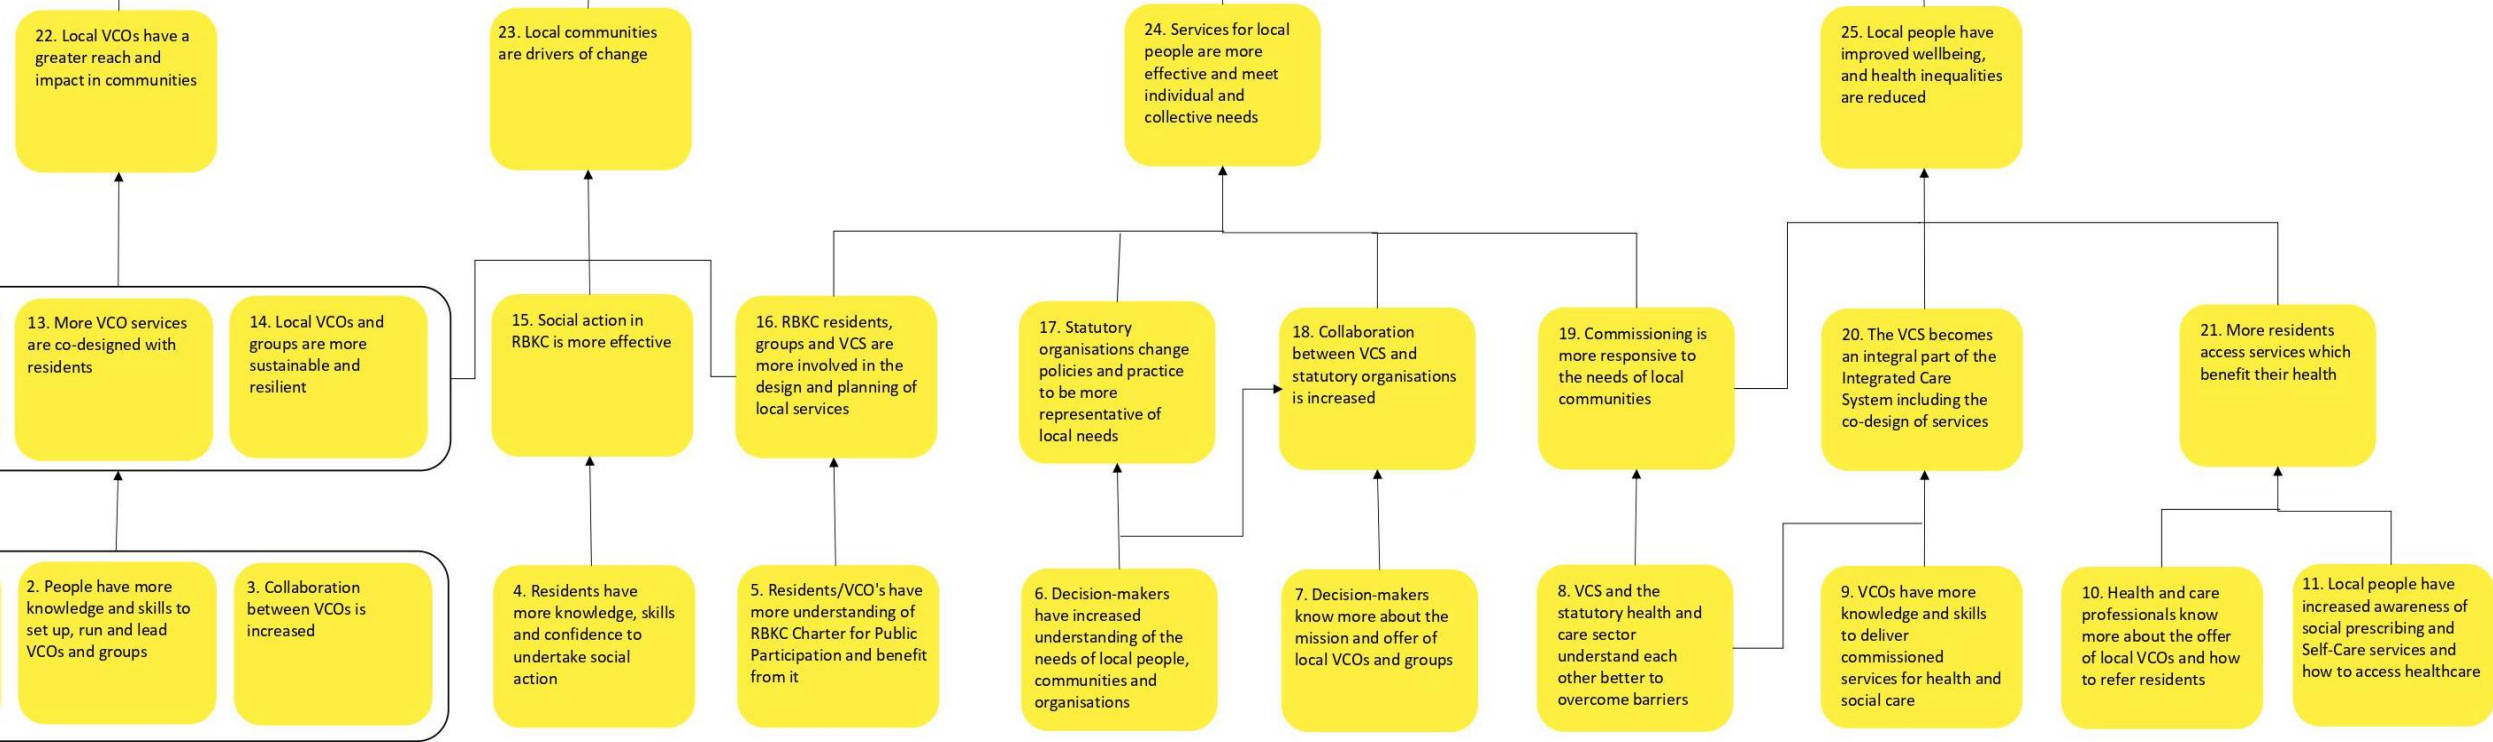 22. Local VCOs have a
greater reach and
impact in communities
23. Local communities
are drivers of change
24. Services for local
people are more
effective and meet
individual and
collective needs
25. Local people have
improved wellbeing,
and health inequalities
are reduced
13. More VCO services
are co-designed with
residents
14. Local VCOs and
groups are more
sustainable and
resilient
15. Social action in
RBKC is more effective
16. RBKC residents,
groups and VCS are
more involved in the
design and planning of
local services
17. Statutory
organisations change
policies and practice
to be more
representative of
local needs
18. Collaboration
between VCS and
statutory organisations
is increased
19. Commissioning is
more responsive to
the needs of local
communities
20. The VCS becomes
an integral part of the
Integrated Care
System including the
co-design of services
21. More residents
access services which
benefit their health
2. People have more
knowledge and skills to
set up, run and lead
VCOs and groups
3. Collaboration
between VCOs is
increased
4. Residents have
more knowledge, skills
and confidence to
undertake social
action
5. Residents/VCO's have
more understanding of
RBKC Charter for Public
Participation and benefit
from it
6. Decision-makers
have increased
understanding of the
needs of local people,
communities and
organisations
7. Decision-makers
know more about the
mission and offer of
local VCOs and groups
8. VCS and the
statutory health and
care sector
understand each
other better to
overcome barriers
9. VCOs have more
knowledge and skills
to deliver
commissioned
services for health and
social care
10. Health and care
professionals know
more about the offer
of local VCOs and how
to refer residents
11. Local people have
increased awareness of
social prescribing and
Self-Care services and
how to access healthcare